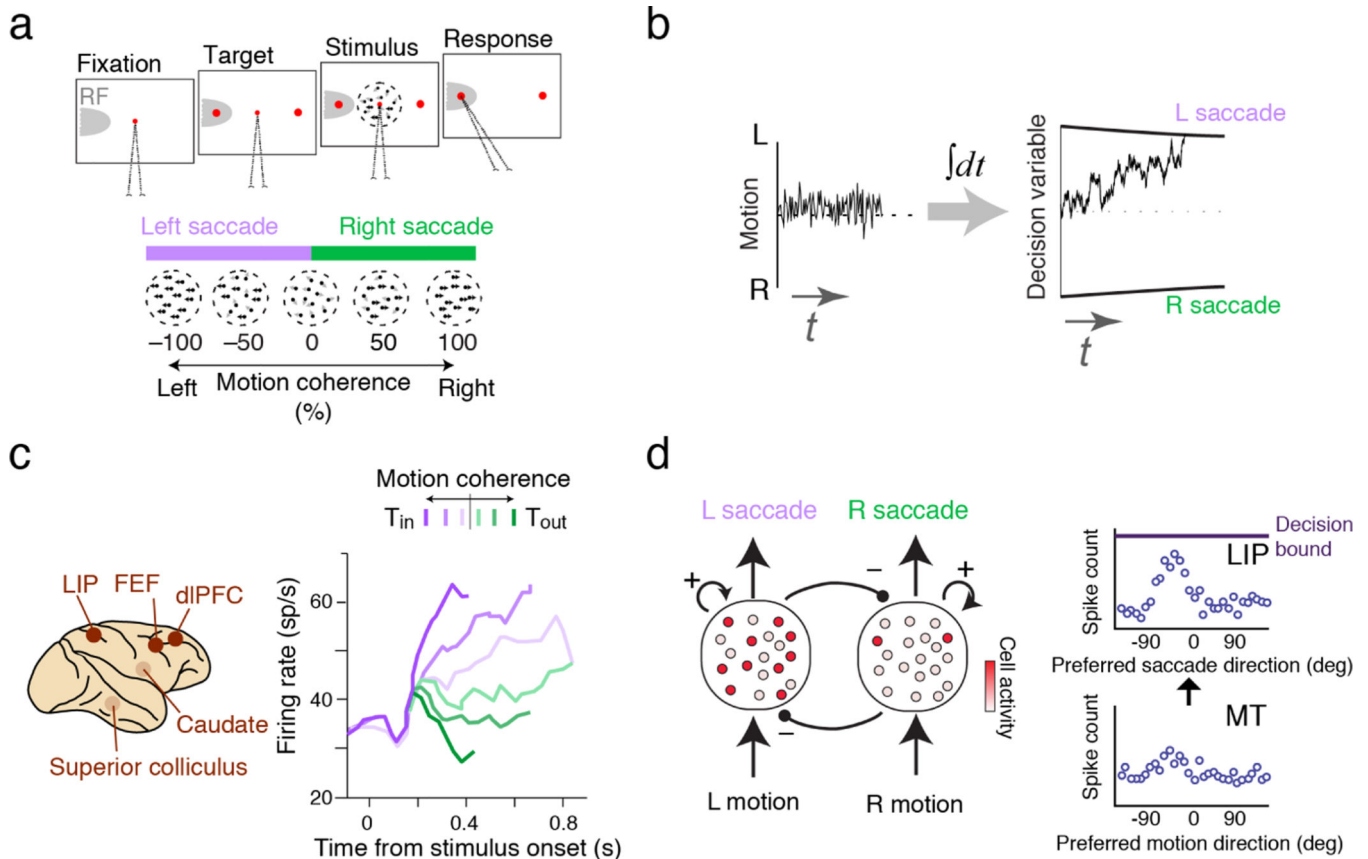 a
Fixation
Target
Stimulus
Response
RF
Left saccade
Right saccade
−100
−50
0
50
100
Left
Motion coherence
(%)
Right
b
L
Motion
R
t
∫dt
Decision variable
L saccade
R saccade
t
c
LIP
FEF
dlPFC
Caudate
Superior colliculus
Motion coherence
Tin
Tout
Firing rate (sp/s)
60
40
20
0
0.4
0.8
Time from stimulus onset (s)
d
L saccade
R saccade
+
−
+
−
Cell activity
L motion
R motion
Decision
bound
LIP
Spike count
-90
0
90
Preferred saccade direction (deg)
MT
Spike count
-90
0
90
Preferred motion direction (deg)